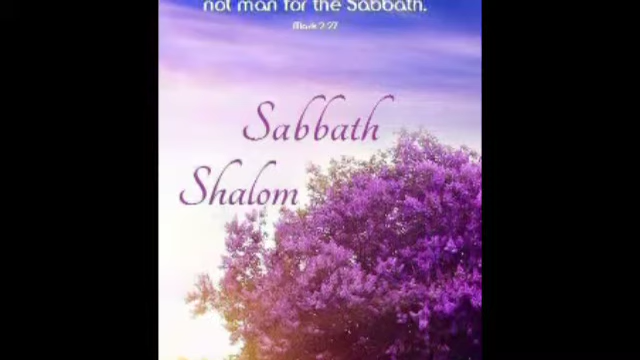 not man for the Sabbath.
Mark 2:27
Sabbath
Shalom